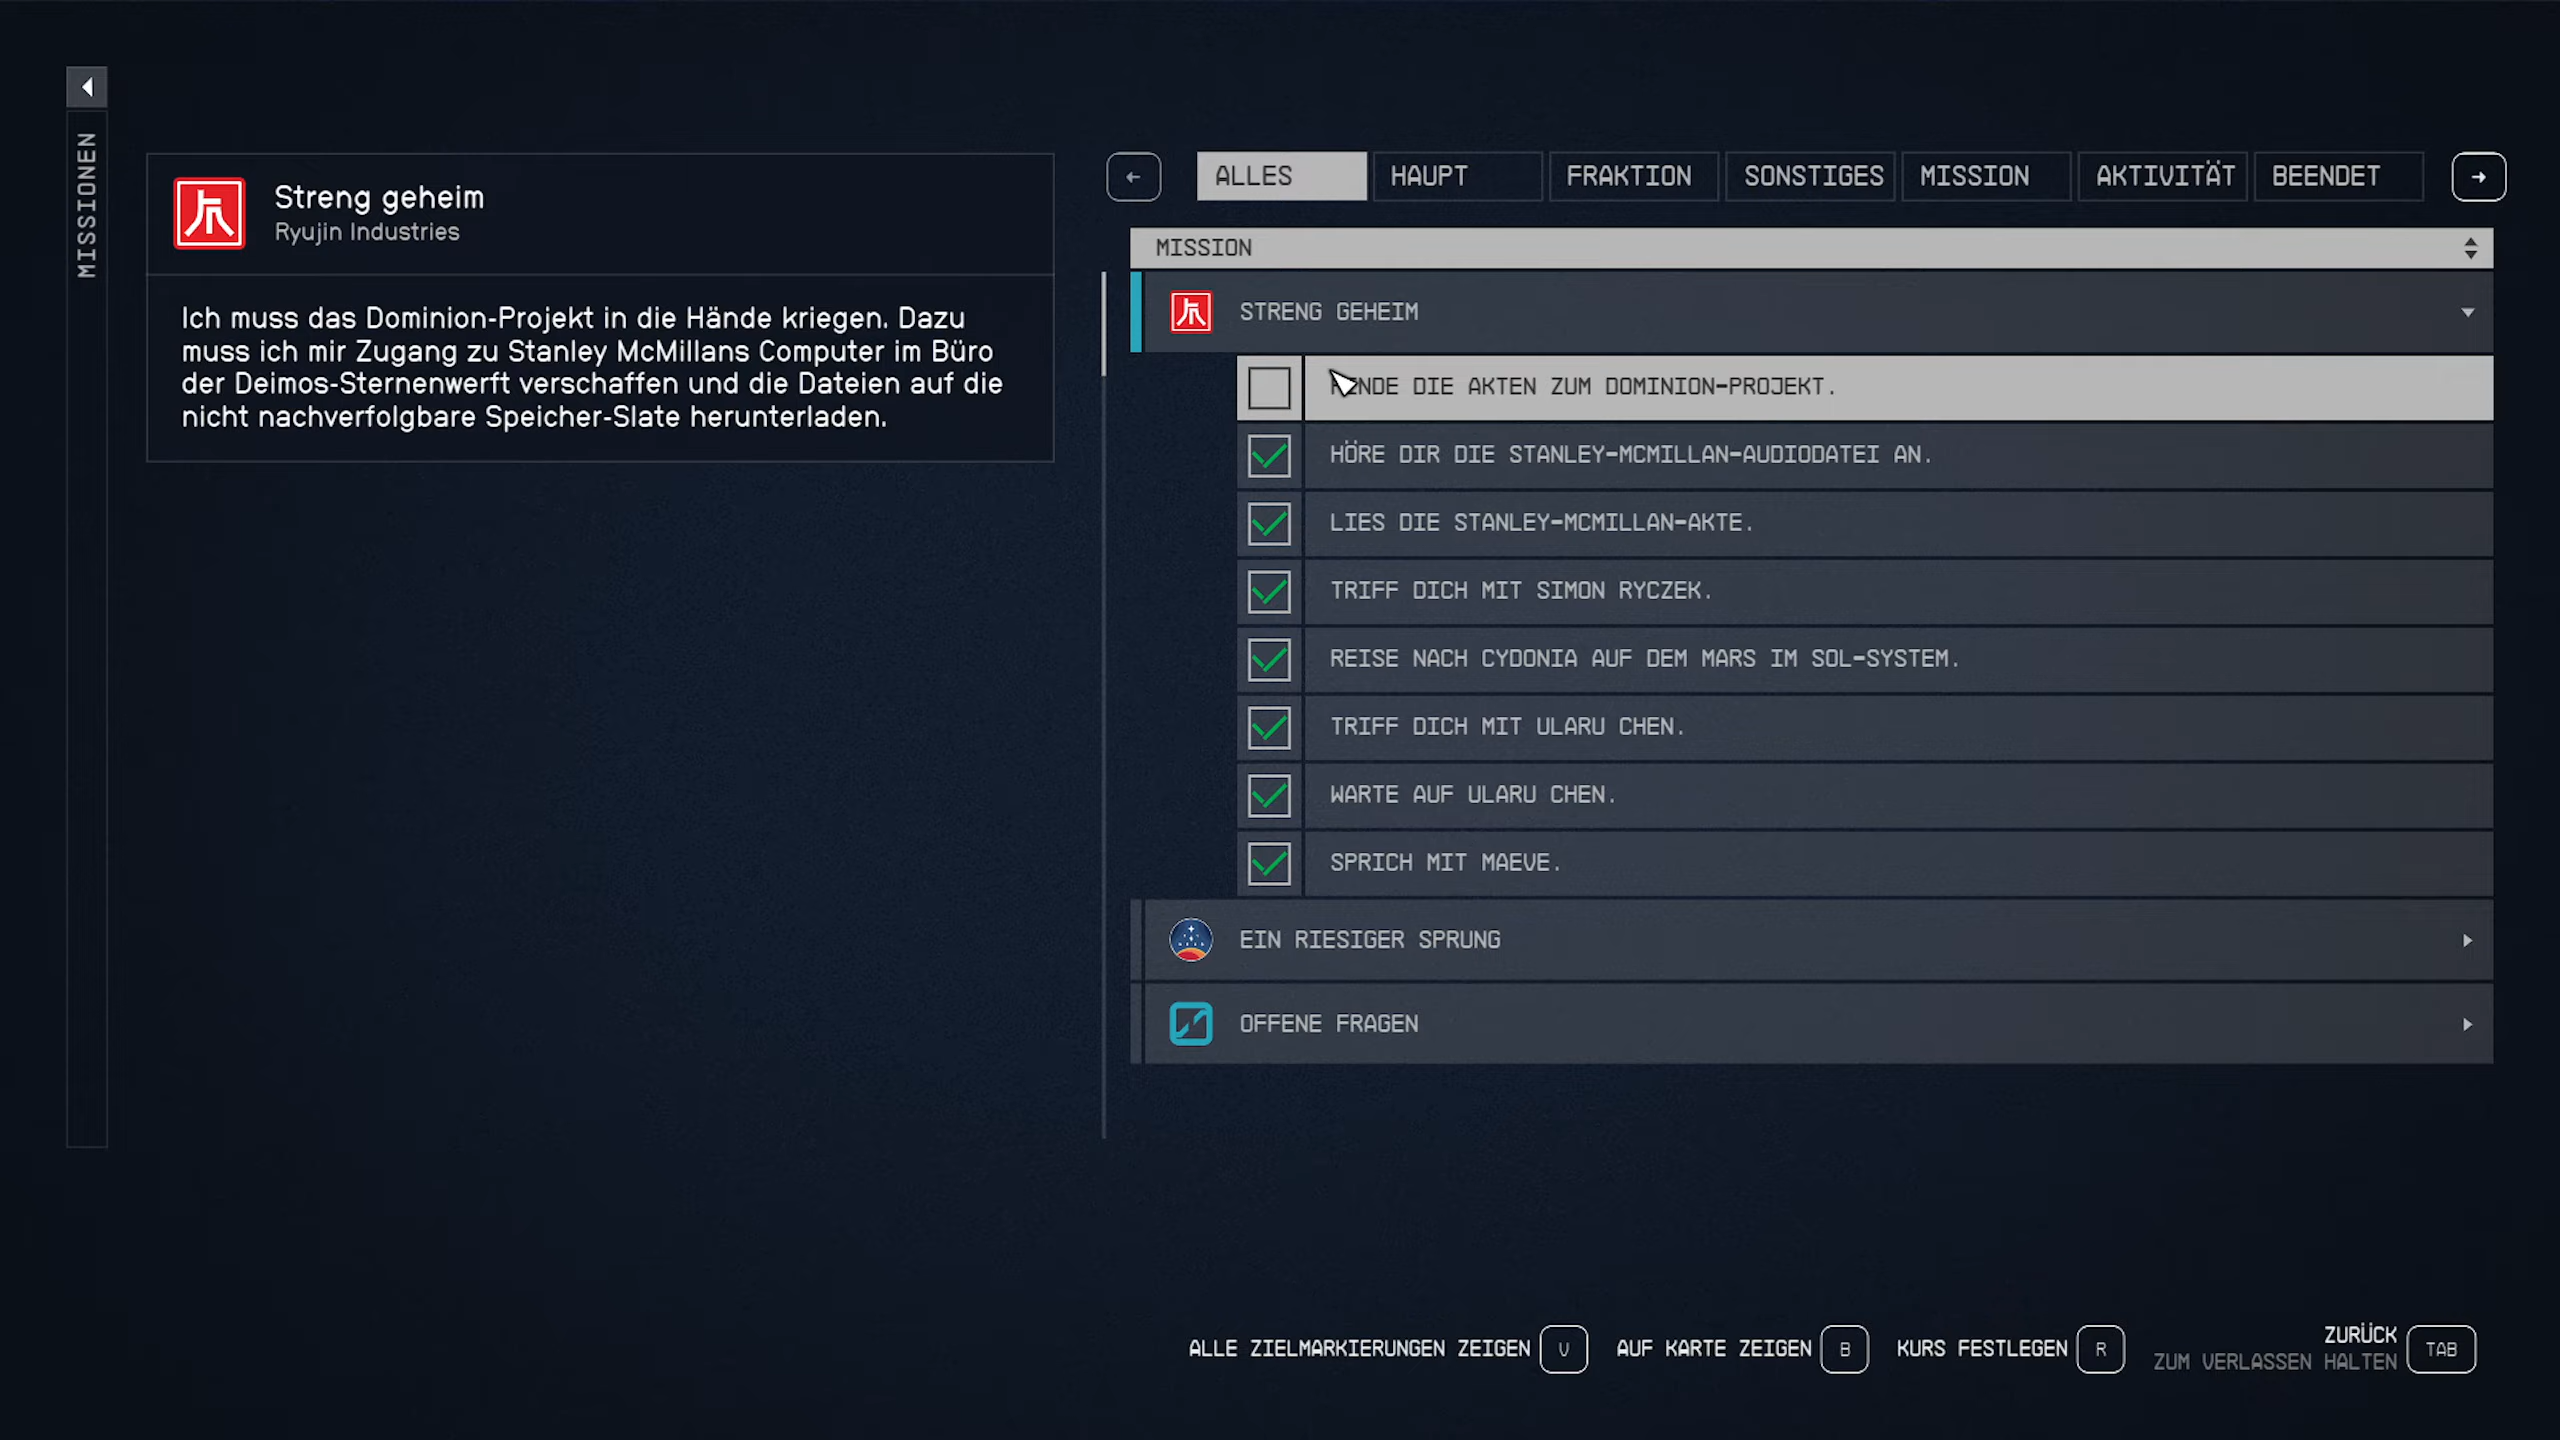 MISSIONEN
Streng geheim
Ryujin Industries
Ich muss das Dominion-Projekt in die Hände kriegen. Dazu
muss ich mir Zugang zu Stanley McMillans Computer im Büro
der Deimos-Sternenwerft verschaffen und die Dateien auf die
nicht nachverfolgbare Speicher-Slate herunterladen.
ALLES
HAUPT
FRAKTION
SONSTIGES
MISSION
AKTIVITÄT
BEENDET
MISSION
STRENG GEHEIM
FINDE DIE AKTEN ZUM DOMINION-PROJEKT.
HÖRE DIR DIE STANLEY-MCMILLAN-AUDIODATEI AN.
LIES DIE STANLEY-MCMILLAN-AKTE.
TRIFF DICH MIT SIMON RYCZEK.
REISE NACH CYDONIA AUF DEM MARS IM SOL-SYSTEM.
TRIFF DICH MIT ULARU CHEN.
WARTE AUF ULARU CHEN.
SPRICH MIT MAEVE.
EIN RIESIGER SPRUNG
OFFENE FRAGEN
ALLE ZIELMARKIERUNGEN ZEIGEN V
AUF KARTE ZEIGEN B
KURS FESTLEGEN R
ZURÜCK
ZUM VERLASSEN HALTEN TAB